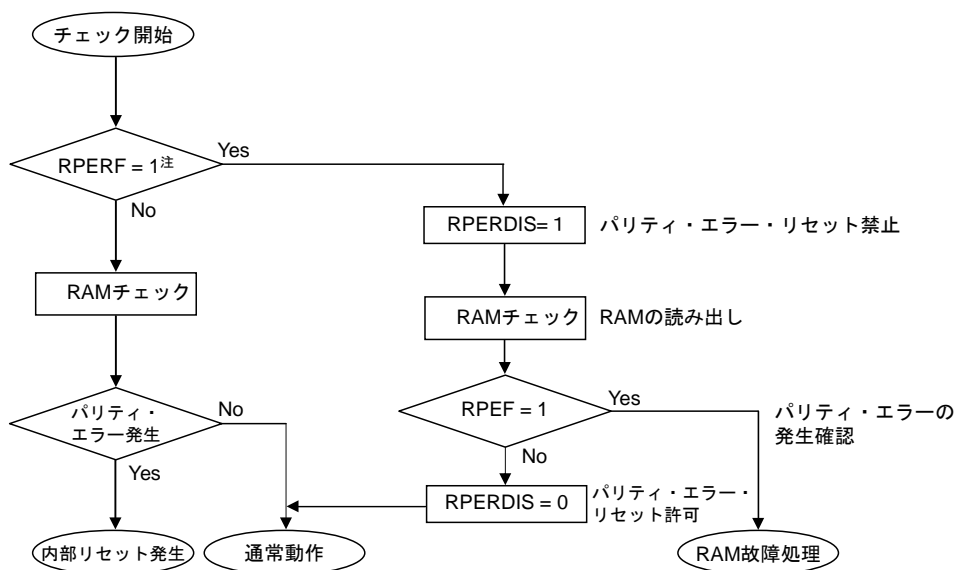 チェック開始
RPERF = 1注
Yes
No
RPERDIS= 1
パリティ・エラー・リセット禁止
RAMチェック
RAMチェック
RAMの読み出し
パリティ・
エラー発生
No
Yes
RPEF = 1
Yes
No
パリティ・エラーの
発生確認
RPERDIS = 0
パリティ・エラー・
リセット許可
内部リセット発生
通常動作
RAM故障処理